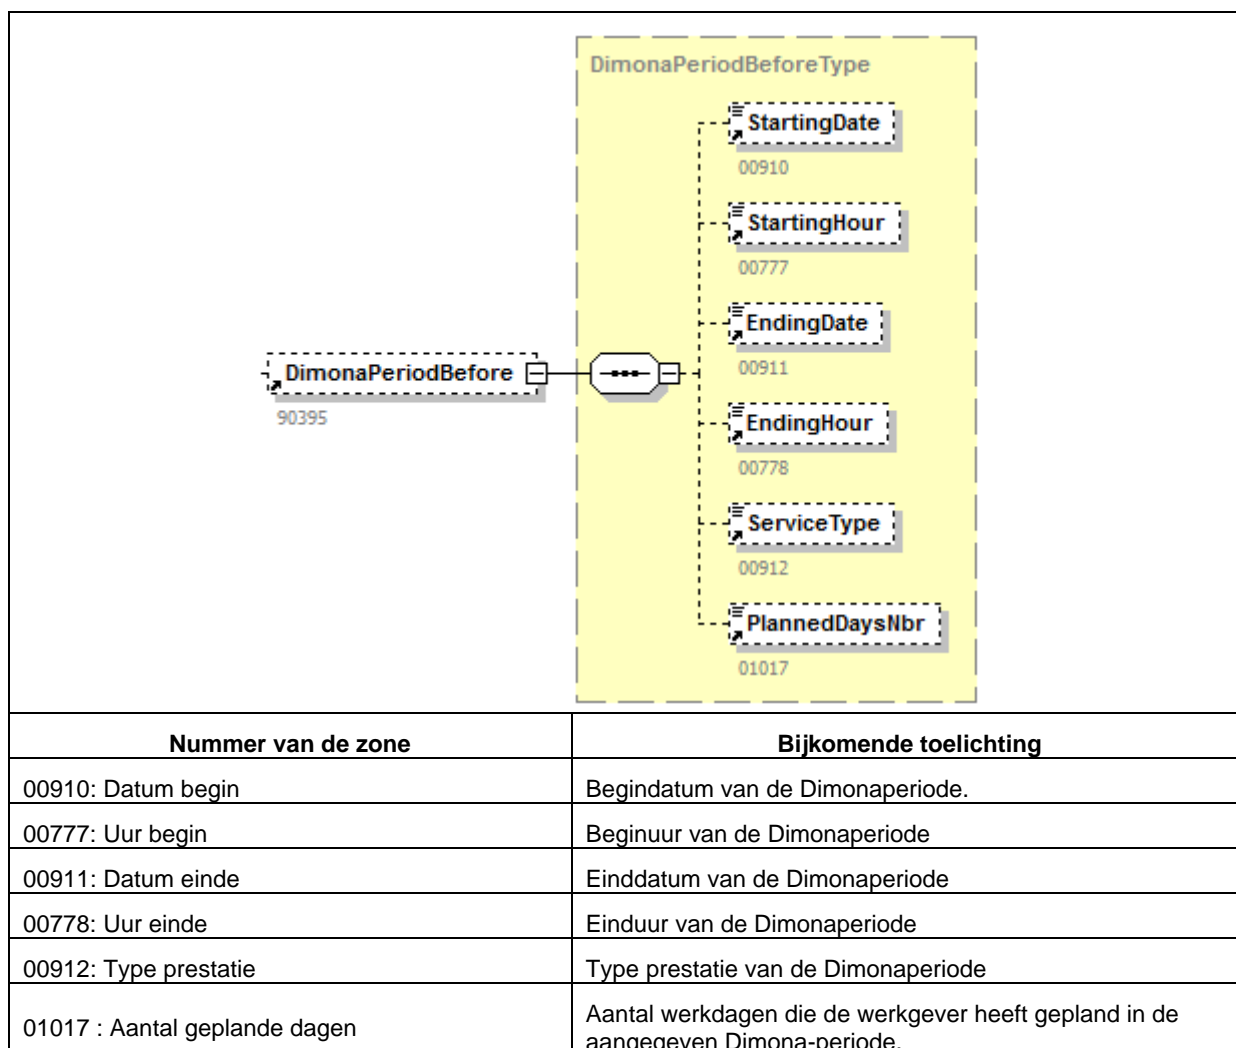 DimonaPeriodBeforeType
StartingDate
00910
StartingHour
00777
EndingDate
00911
DimonaPeriodBefore
90395
EndingHour
00778
ServiceType
00912
PlannedDaysNbr
01017
Nummer van de zone
Bijkomende toelichting
00910: Datum begin
Begindatum van de Dimonaperiode.
00777: Uur begin
Beginuur van de Dimonaperiode
00911: Datum einde
Einddatum van de Dimonaperiode
00778: Uur einde
Einduur van de Dimonaperiode
00912: Type prestatie
Type prestatie van de Dimonaperiode
01017 : Aantal geplande dagen
Aantal werkdagen die de werkgever heeft gepland in de
aangegeven Dimona-periode.